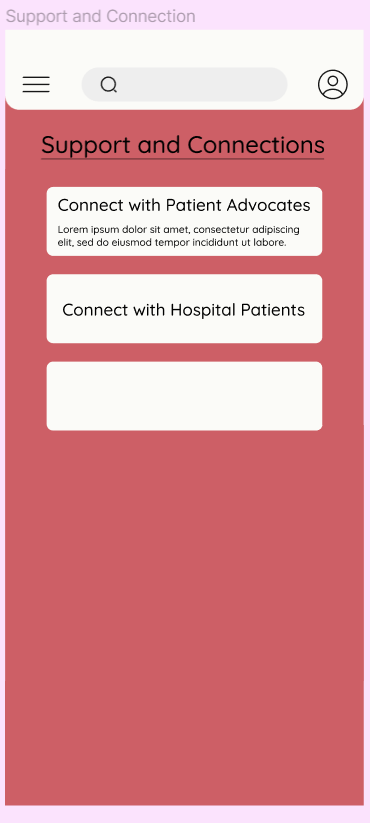 Support and Connection
Support and Connections
Connect with Patient Advocates
Lorem ipsum dolor sit amet, consectetur adipiscing
elit, sed do eiusmod tempor incididunt ut labore.
Connect with Hospital Patients